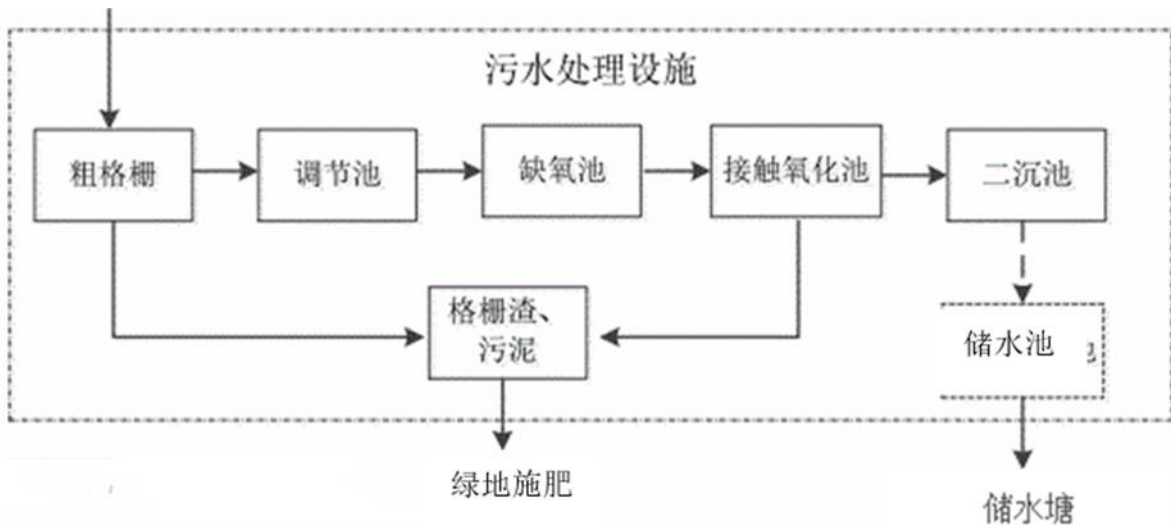 污水处理设施
粗格栅
调节池
缺氧池
接触氧化池
二沉池
格栅渣、
污泥
储水池
绿地施肥
储水塘